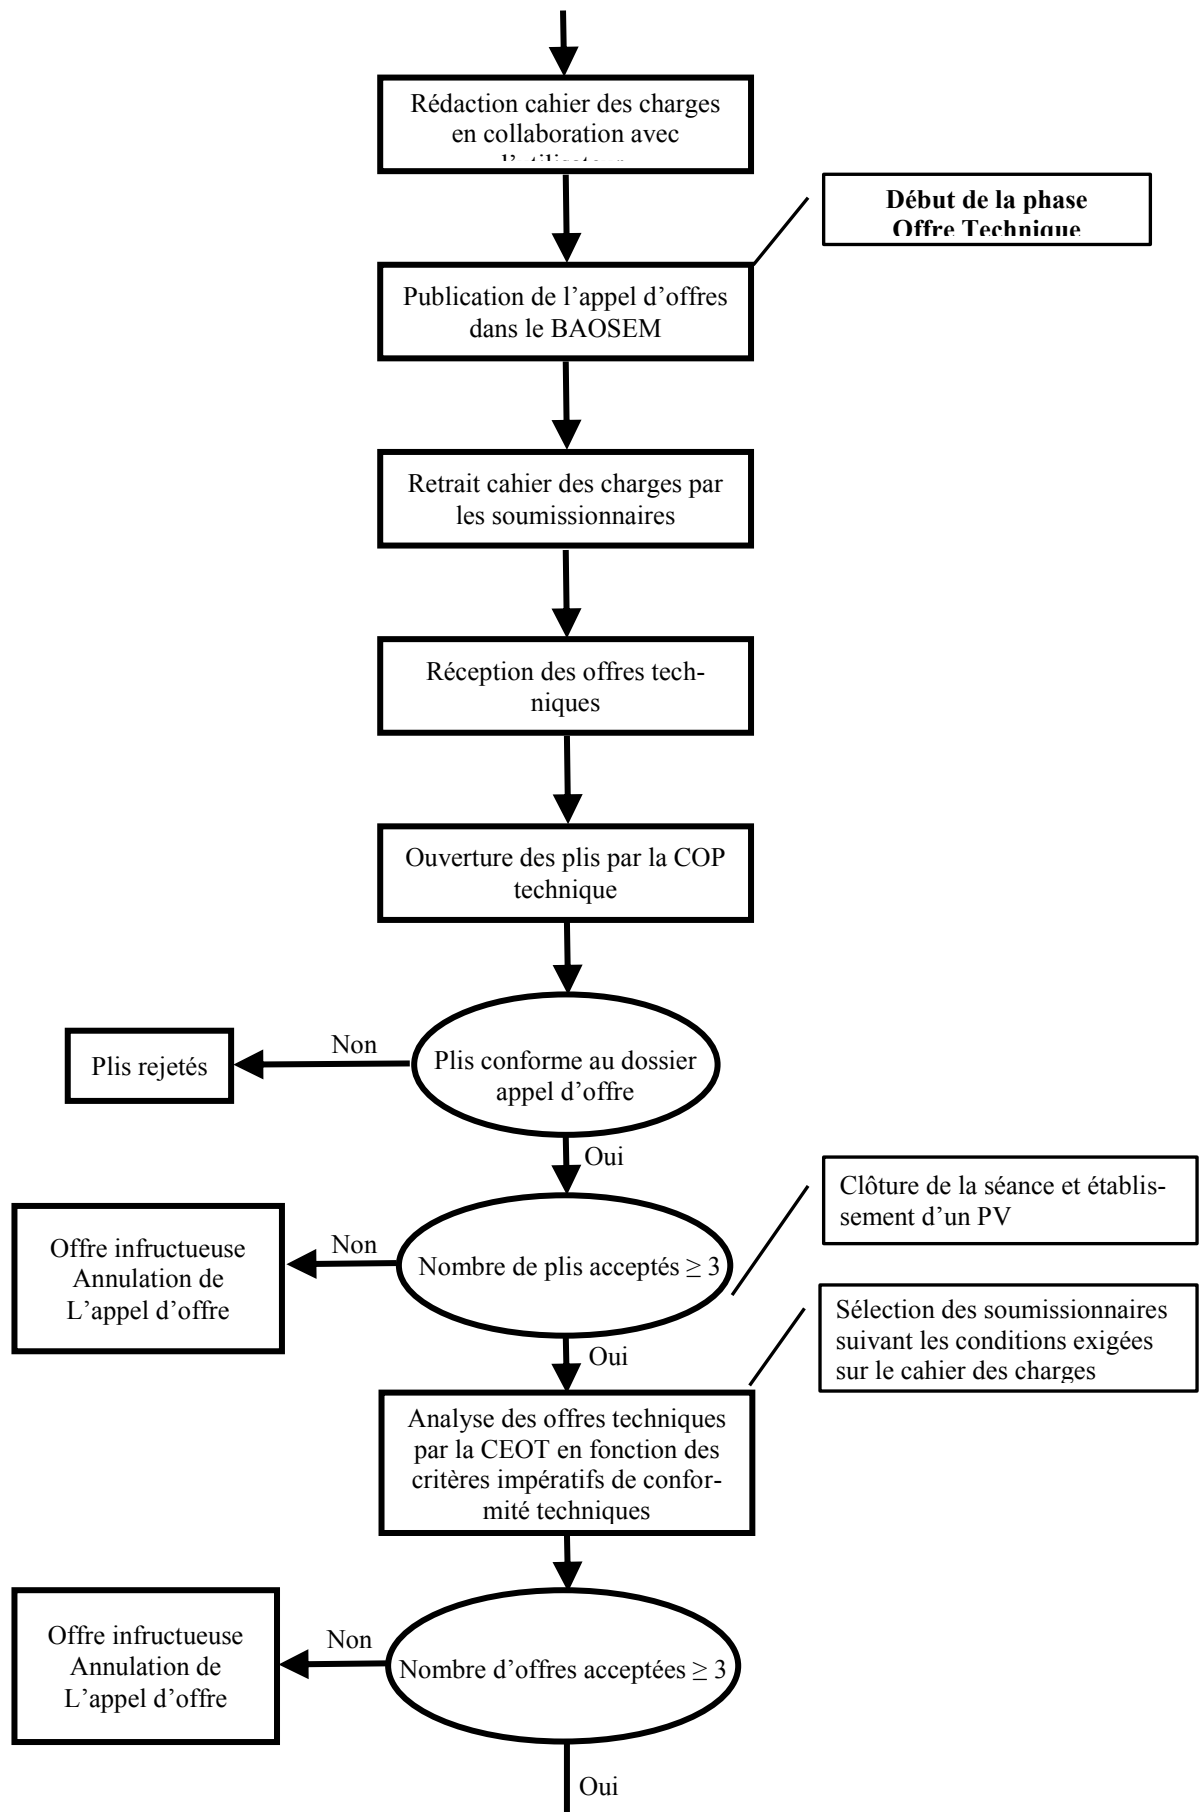 Rédaction cahier des charges
en collaboration avec
l’utilisateur
Début de la phase
Offre Technique
Publication de l’appel d’offres
dans le BAOSEM
Retrait cahier des charges par
les soumissionnaires
Réception des offres tech-
niques
Ouverture des plis par la COP
technique
Plis conforme au dossier
appel d’offre
Non
Plis rejetés
Oui
Clôture de la séance et établis-
sement d’un PV
Nombre de plis acceptés ≥ 3
Non
Offre infructueuse
Annulation de
L’appel d’offre
Oui
Sélection des soumissionnaires
suivant les conditions exigées
sur le cahier des charges
Analyse des offres techniques
par la CEOT en fonction des
critères impératifs de confor-
mité techniques
Nombre d’offres acceptées ≥ 3
Non
Offre infructueuse
Annulation de
L’appel d’offre
Oui